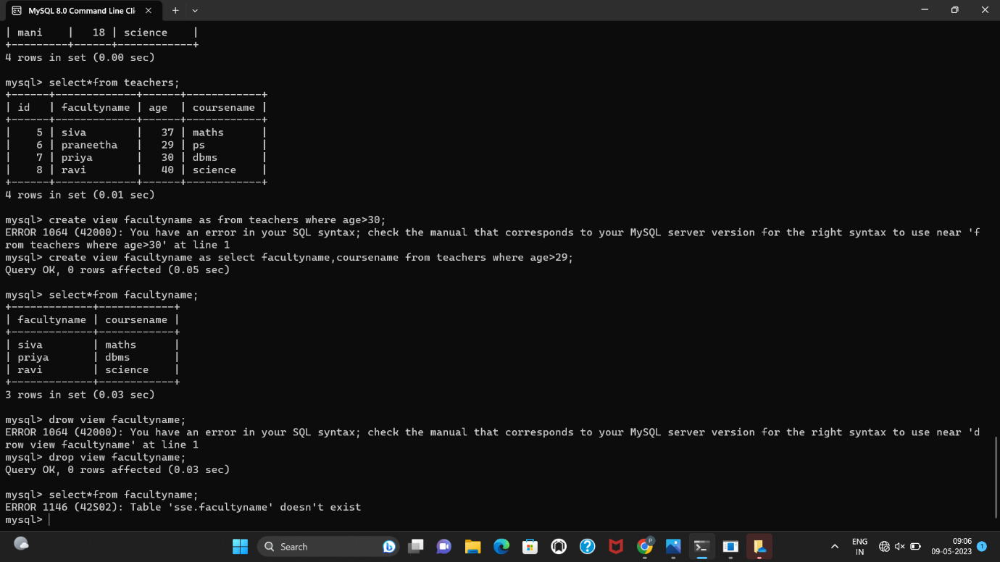 MySQL 8.0 Command Line Cli
| mani    |   18 | science    |
+---------+------+------------+
4 rows in set (0.00 sec)
mysql> select*from teachers;
+------+-------------+------+------------+
| id   | facultyname | age  | coursename |
+------+-------------+------+------------+
|    5 | siva        |   37 | maths      |
|    6 | praneetha   |   29 | ps         |
|    7 | priya       |   30 | dbms       |
|    8 | ravi        |   40 | science    |
+------+-------------+------+------------+
4 rows in set (0.01 sec)
mysql> create view facultyname as from teachers where age>30;
ERROR 1064 (42000): You have an error in your SQL syntax; check the manual that corresponds to your MySQL server version for the right syntax to use near 'f
rom teachers where age>30' at line 1
mysql> create view facultyname as select facultyname,coursename from teachers where age>29;
Query OK, 0 rows affected (0.05 sec)
mysql> select*from facultyname;
+-------------+------------+
| facultyname | coursename |
+-------------+------------+
| siva        | maths      |
| priya       | dbms       |
| ravi        | science    |
+-------------+------------+
3 rows in set (0.03 sec)
mysql> drow view facultyname;
ERROR 1064 (42000): You have an error in your SQL syntax; check the manual that corresponds to your MySQL server version for the right syntax to use near 'd
row view facultyname' at line 1
mysql> drop view facultyname;
Query OK, 0 rows affected (0.03 sec)
mysql> select*from facultyname;
ERROR 1146 (42S02): Table 'sse.facultyname' doesn't exist
mysql>
Search
P
ENG
IN
09:06
09-05-2023
1